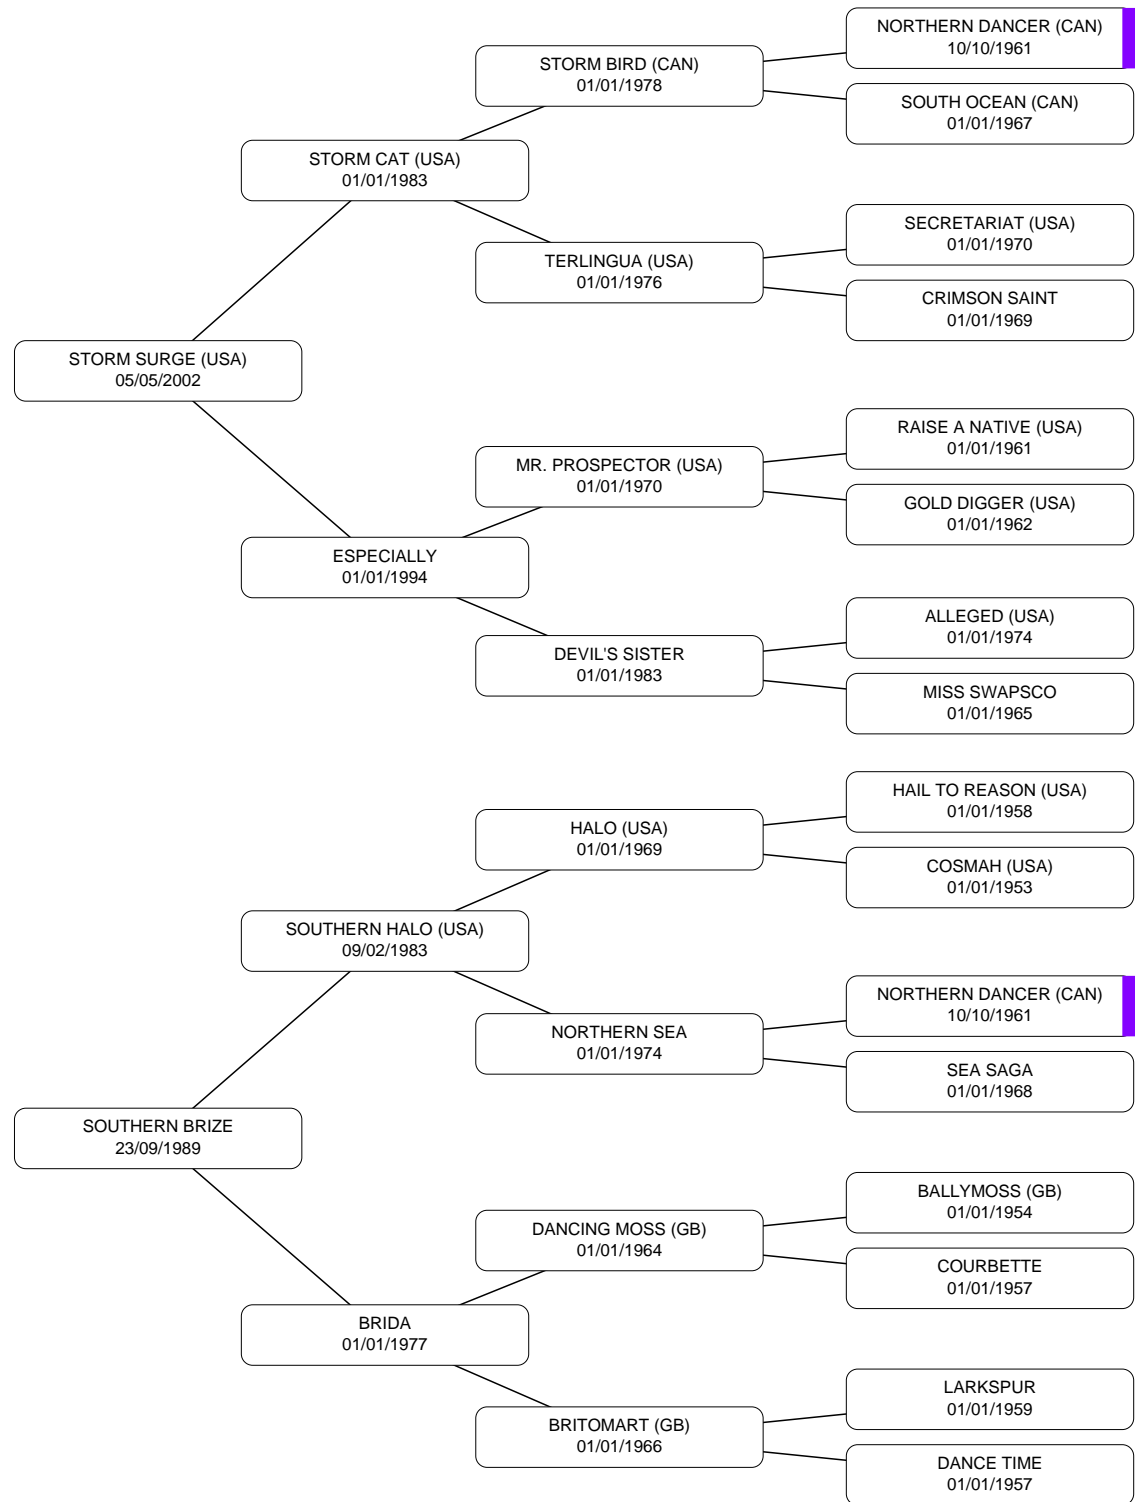 NORTHERN DANCER (CAN)
10/10/1961
STORM BIRD (CAN)
01/01/1978
SOUTH OCEAN (CAN)
01/01/1967
STORM CAT (USA)
01/01/1983
SECRETARIAT (USA)
01/01/1970
TERLINGUA (USA)
01/01/1976
CRIMSON SAINT
01/01/1969
STORM SURGE (USA)
05/05/2002
RAISE A NATIVE (USA)
01/01/1961
MR. PROSPECTOR (USA)
01/01/1970
GOLD DIGGER (USA)
01/01/1962
ESPECIALLY
01/01/1994
ALLEGED (USA)
01/01/1974
DEVIL'S SISTER
01/01/1983
MISS SWAPSCO
01/01/1965
HAIL TO REASON (USA)
01/01/1958
HALO (USA)
01/01/1969
COSMAH (USA)
01/01/1953
SOUTHERN HALO (USA)
09/02/1983
NORTHERN DANCER (CAN)
10/10/1961
NORTHERN SEA
01/01/1974
SEA SAGA
01/01/1968
SOUTHERN BRIZE
23/09/1989
BALLYMOSS (GB)
01/01/1954
DANCING MOSS (GB)
01/01/1964
COURBETTE
01/01/1957
BRIDA
01/01/1977
LARKSPUR
01/01/1959
BRITOMART (GB)
01/01/1966
DANCE TIME
01/01/1957